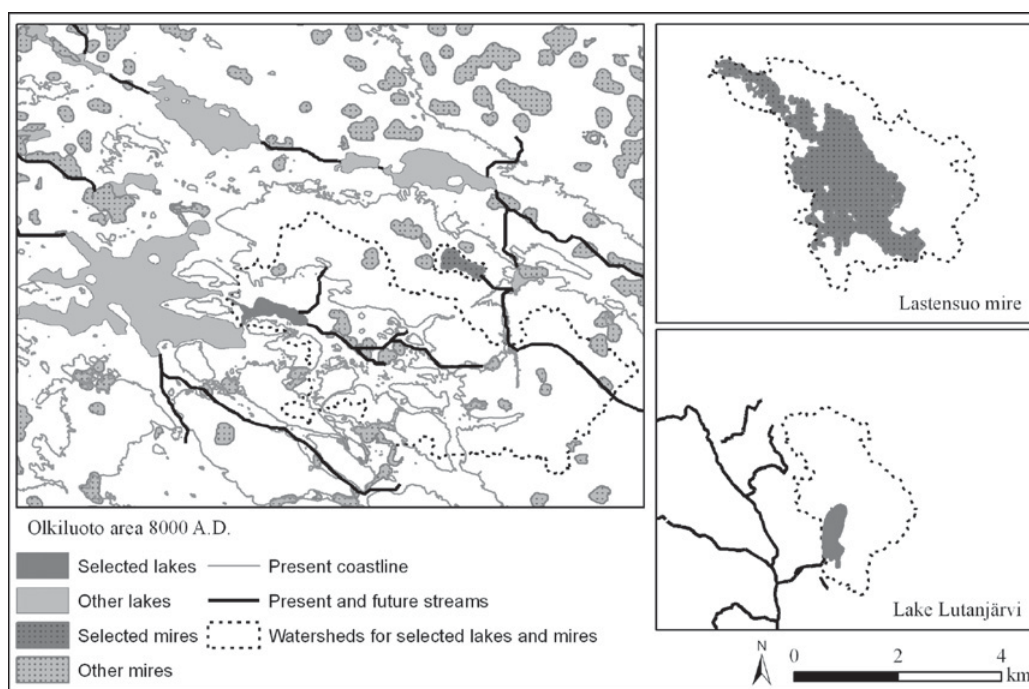 Lastensuo mire
Olkiluoto area 8000 A.D.
Selected lakes
Present coastline
Other lakes
Present and future streams
Selected mires
Watersheds for selected lakes and mires
Other mires
Lake Lutanjärvi
N
0 2 4
km